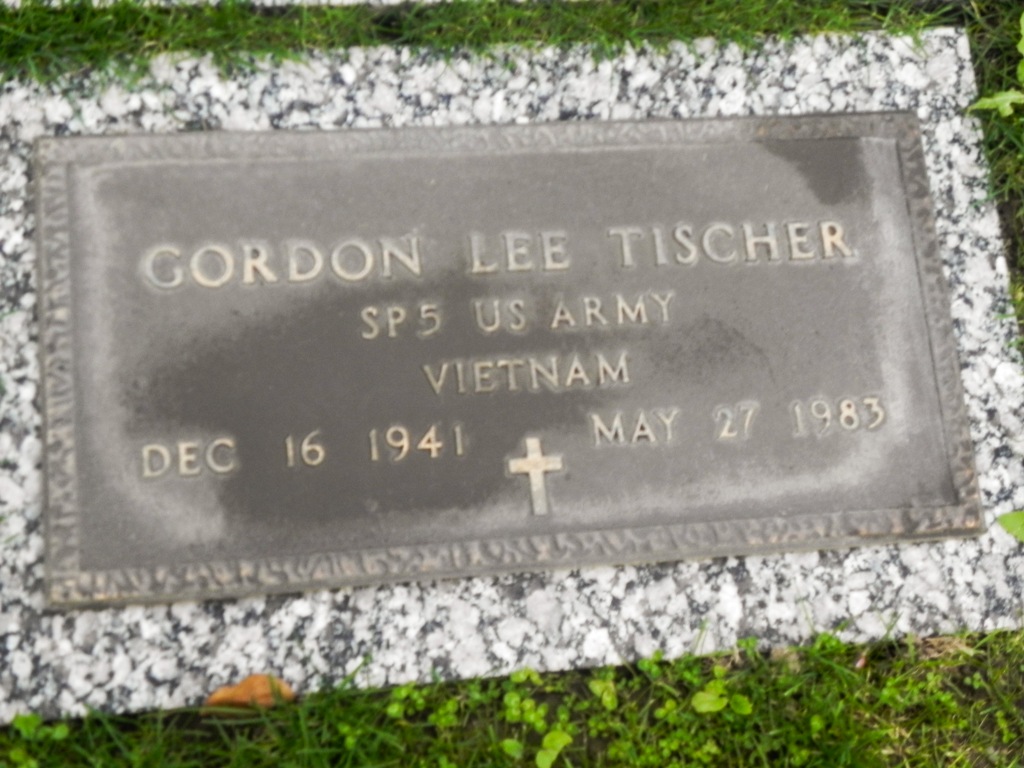 GORDON LEE TISCHER
SP5 US ARMY
VIETNAM
DEC 16 1941 MAY 27 1983